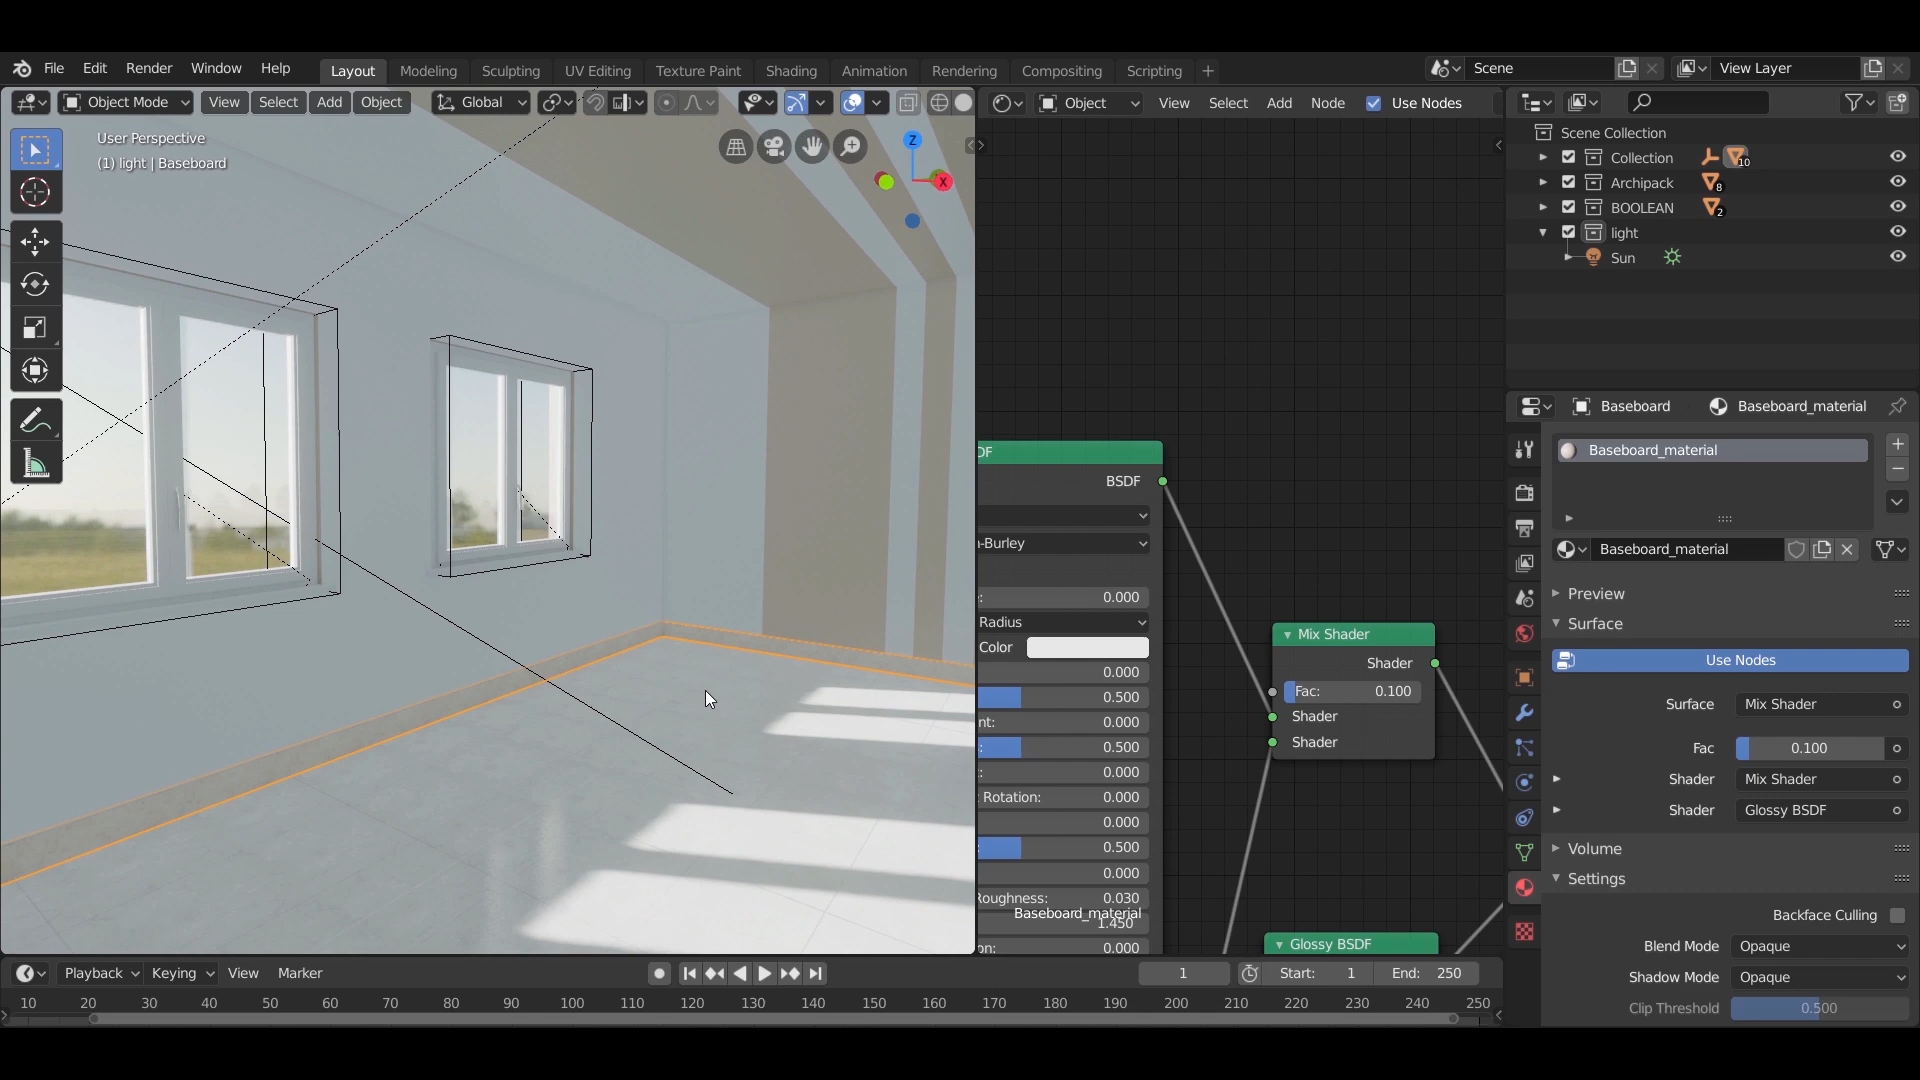 File Edit Render Window Help Layout Modeling Sculpting UV Editing Texture Paint Shading Animation Rendering Compositing Scripting + Scene View Layer
Object Mode View Select Add Object Global
Object View Select Add Node Use Nodes
User Perspective
(1) light | Baseboard
Z
X
Scene Collection
Collection 10
Archipack 8
BOOLEAN 2
light
Sun
DF
BSDF
n-Burley
: 0.000
Radius
Color
0.000
0.500
nt: 0.000
: 0.500
: 0.000
Rotation: 0.000
0.000
0.500
0.000
Roughness: 0.030
Baseboard_material
1.450
on: 0.000
Mix Shader
Shader
Fac: 0.100
Shader
Shader
Glossy BSDF
Baseboard Baseboard_material
Baseboard_material
Baseboard_material
Preview
Surface
Use Nodes
Surface Mix Shader
Fac 0.100
Shader Mix Shader
Shader Glossy BSDF
Volume
Settings
Backface Culling
Blend Mode Opaque
Shadow Mode Opaque
Clip Threshold 0.500
Playback Keying View Marker 1 Start: 1 End: 250
10 20 30 40 50 60 70 80 90 100 110 120 130 140 150 160 170 180 190 200 210 220 230 240 250